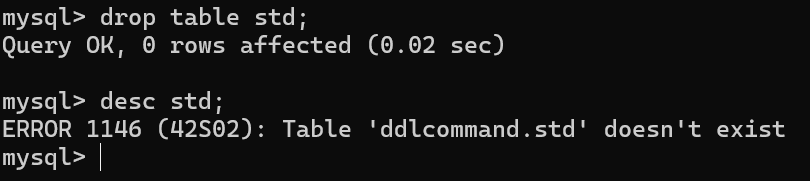 mysql> drop table std;
Query OK, 0 rows affected (0.02 sec)
mysql> desc std;
ERROR 1146 (42S02): Table 'ddlcommand.std' doesn't exist
mysql>